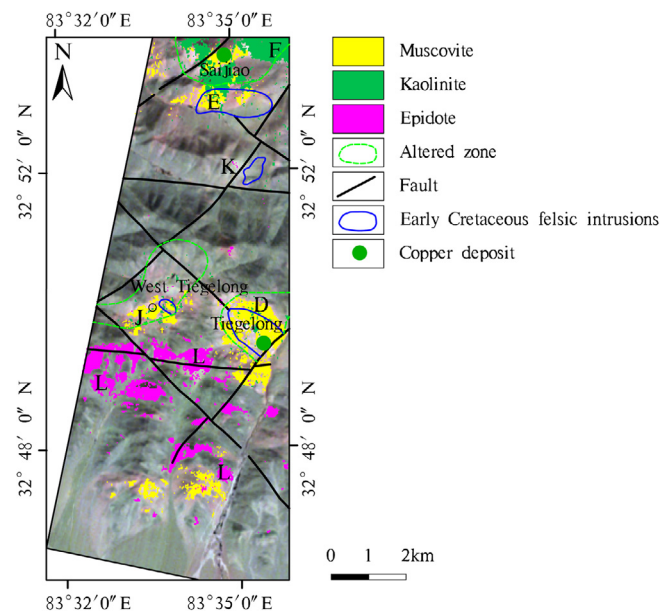 83°32′0″E 83°35′0″E
N
F
Saijiao
E
K
West Tiegelong
D
J
Tiegelong
L
L
L
32° 52′ 0″ N
32° 48′ 0″ N
32° 52′ 0″ N
32° 48′ 0″ N
83°32′0″E 83°35′0″E
Muscovite
Kaolinite
Epidote
Altered zone
Fault
Early Cretaceous felsic intrusions
Copper deposit
0 1 2km